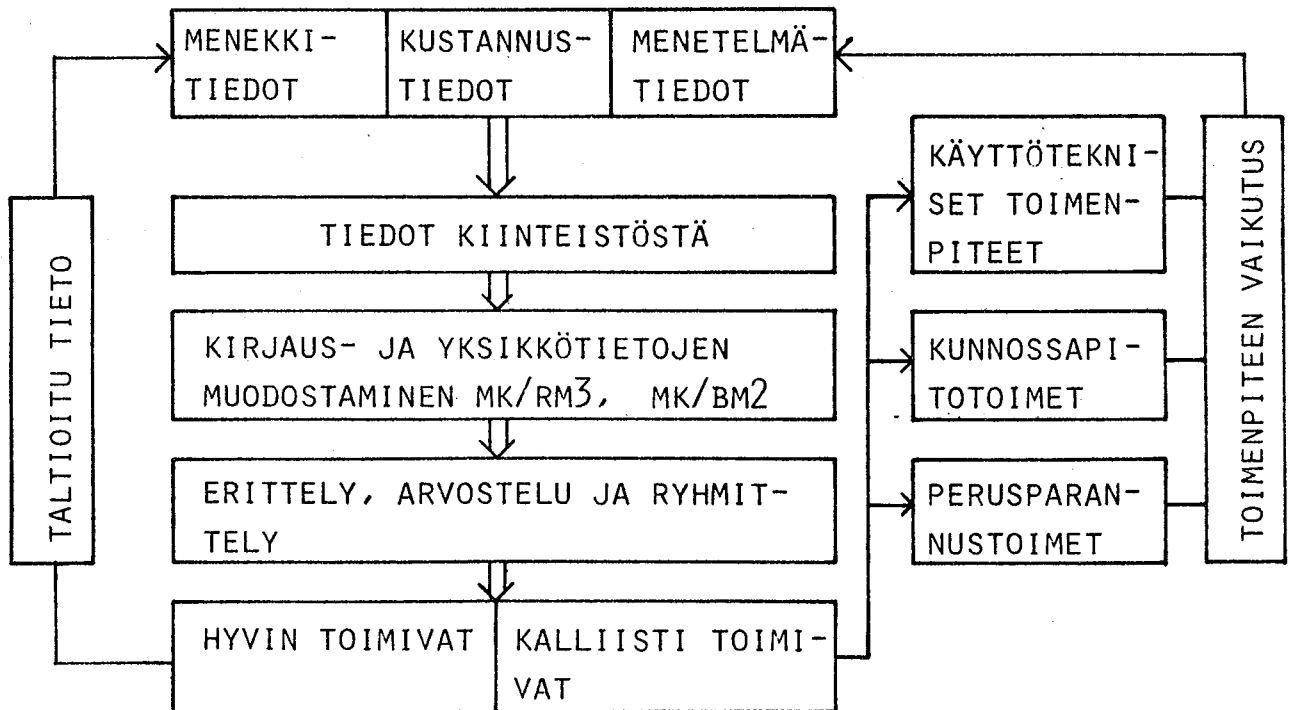 MENEKKI-
TIEDOT
KUSTANNUS-
TIEDOT
MENETELMÄ-
TIEDOT
TIEDOT KIINTEISTÖSTÄ
KIRJAUS- JA YKSIKKÖTIETOJEN
MUODOSTAMINEN MK/RM3, MK/BM2
ERITTELY, ARVOSTELU JA RYHMIT-
TELY
HYVIN TOIMIVAT
KALLIISTI TOIMI-
VAT
TALTIOITU TIETO
KÄYTTÖTEKNI-
SET TOIMEN-
PITEET
KUNNOSSAPI-
TOTOIMET
PERUSPARAN-
NUSTOIMET
TOIMENPITEEN VAIKUTUS